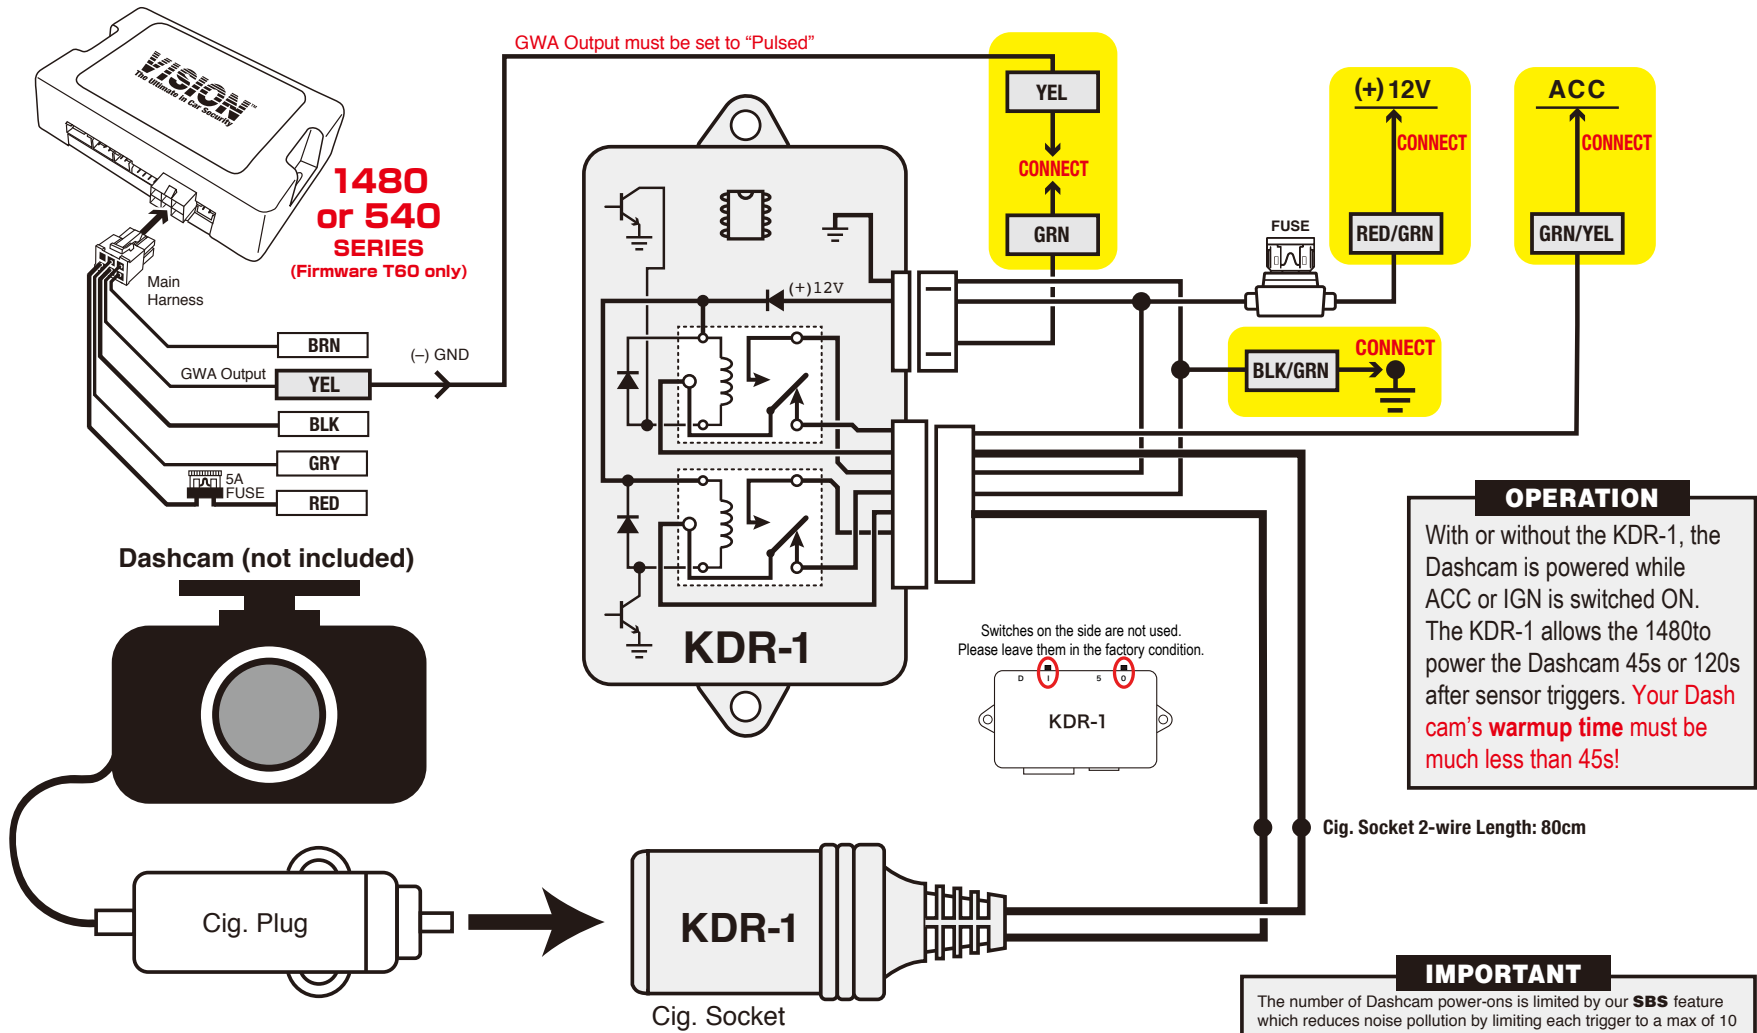 GWA Output must be set to “Pulsed”
VISION™
The Ultimate in Car Security
1480
or 540
SERIES
(Firmware T60 only)
Main
Harness
BRN
GWA Output
YEL
(–) GND
BLK
GRY
5A
FUSE
RED
YEL
CONNECT
GRN
(+) 12V
CONNECT
RED/GRN
ACC
CONNECT
GRN/YEL
FUSE
(+)12V
CONNECT
BLK/GRN
KDR-1
Switches on the side are not used.
Please leave them in the factory condition.
D I 5 0
KDR-1
OPERATION
With or without the KDR-1, the
Dashcam is powered while
ACC or IGN is switched ON.
The KDR-1 allows the 1480to
power the Dashcam 45s or 120s
after sensor triggers. Your Dash
cam’s warmup time must be
much less than 45s!
Dashcam (not included)
Cig. Socket 2-wire Length: 80cm
Cig. Plug
KDR-1
Cig. Socket
IMPORTANT
The number of Dashcam power-ons is limited by our SBS feature
which reduces noise pollution by limiting each trigger to a max of 10